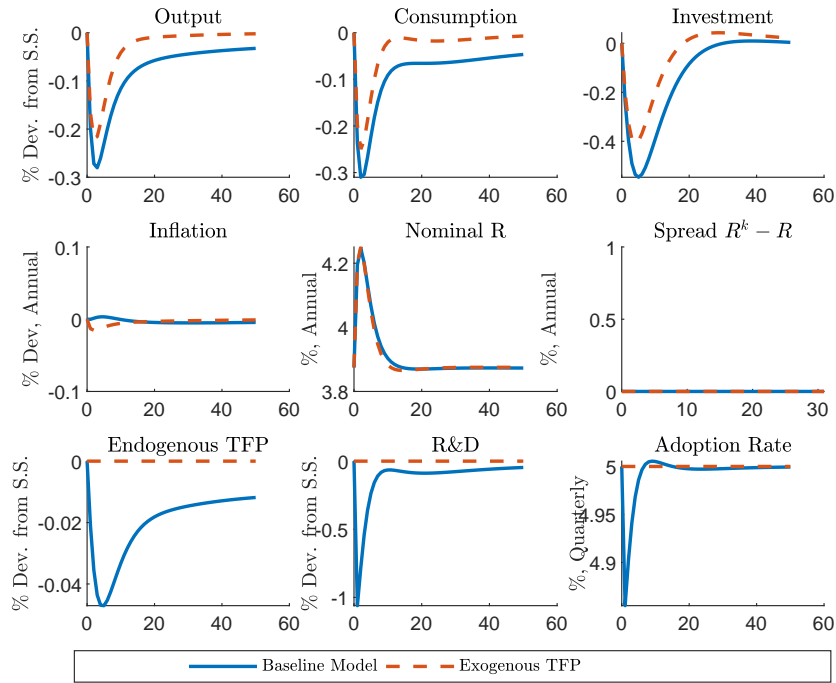 Output Consumption Investment
% Dev. from S.S.
0 -0.1 -0.2 -0.3
0 20 40 60
0 -0.1 -0.2 -0.3
0 20 40 60
0 -0.2 -0.4
0 20 40 60
Inflation Nominal R Spread R^k − R
% Dev, Annual
0.1 0 -0.1
0 20 40 60
%, Annual
4.2 4 3.8
0 20 40 60
%, Annual
1 0.5 0
0 10 20 30
Endogenous TFP R&D Adoption Rate
% Dev. from S.S.
0 -0.02 -0.04
0 20 40 60
% Dev. from S.S.
0 -0.5 -1
0 20 40 60
%, Quarterly
5 4.95 4.9
0 20 40 60
Baseline Model Exogenous TFP